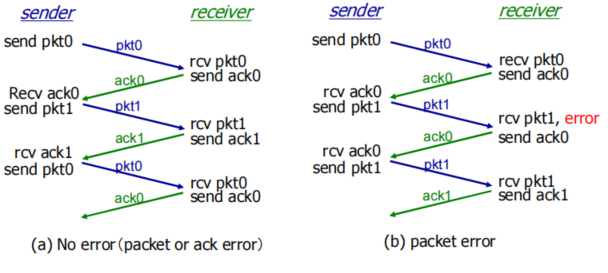 sender
receiver
send pkt0
pkt0
rcv pkt0
send ack0
ack0
Recv ack0
send pkt1
pkt1
rcv pkt1
send ack1
ack1
rcv ack1
send pkt0
pkt0
rcv pkt0
send ack0
ack0
(a) No error(packet or ack error)
sender
receiver
send pkt0
pkt0
recv pkt0
send ack0
ack0
rcv ack0
send pkt1
pkt1
rcv pkt1, error
send ack0
ack0
rcv ack0
send pkt1
pkt1
rcv pkt1
send ack1
ack1
(b) packet error